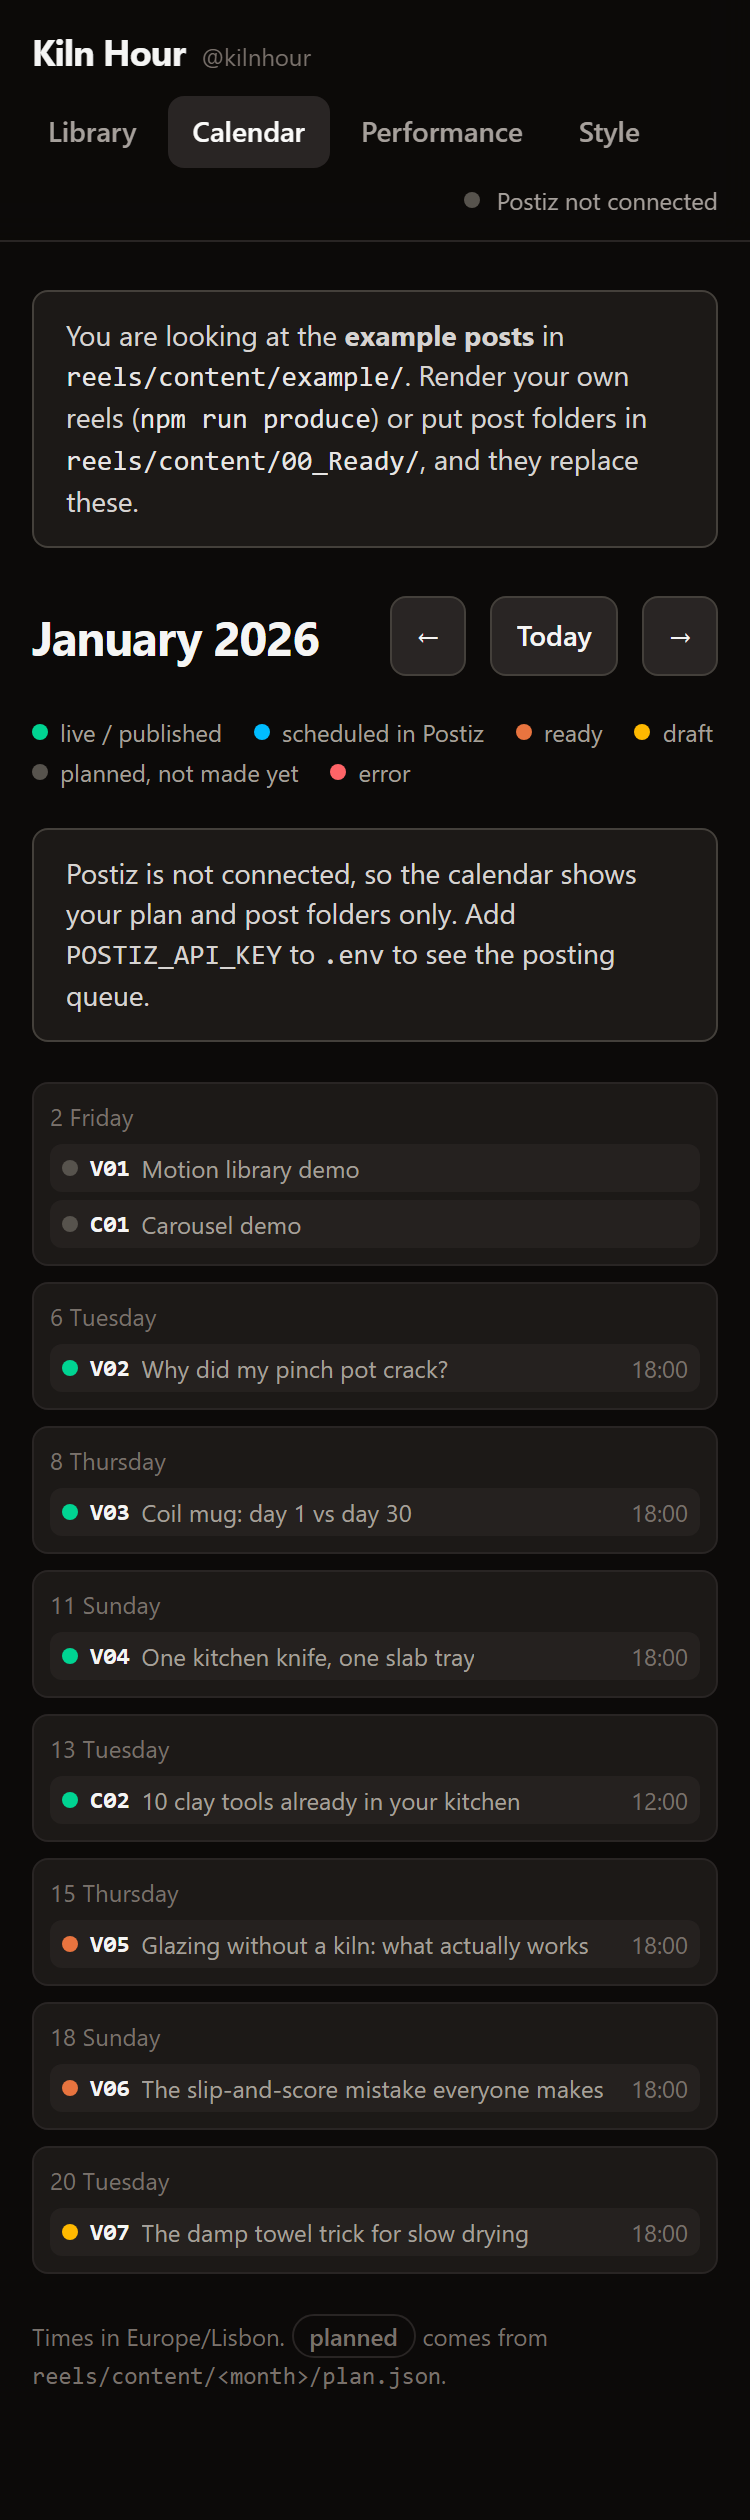 Kiln Hour @kilnhour
Library Calendar Performance Style
Postiz not connected
You are looking at the example posts in
reels/content/example/. Render your own
reels (npm run produce) or put post folders in
reels/content/00_Ready/, and they replace
these.
January 2026 ← Today →
live / published scheduled in Postiz ready draft
planned, not made yet error
Postiz is not connected, so the calendar shows
your plan and post folders only. Add
POSTIZ_API_KEY to .env to see the posting
queue.
2 Friday
V01 Motion library demo
C01 Carousel demo
6 Tuesday
V02 Why did my pinch pot crack? 18:00
8 Thursday
V03 Coil mug: day 1 vs day 30 18:00
11 Sunday
V04 One kitchen knife, one slab tray 18:00
13 Tuesday
C02 10 clay tools already in your kitchen 12:00
15 Thursday
V05 Glazing without a kiln: what actually works 18:00
18 Sunday
V06 The slip-and-score mistake everyone makes 18:00
20 Tuesday
V07 The damp towel trick for slow drying 18:00
Times in Europe/Lisbon. planned comes from
reels/content/<month>/plan.json.